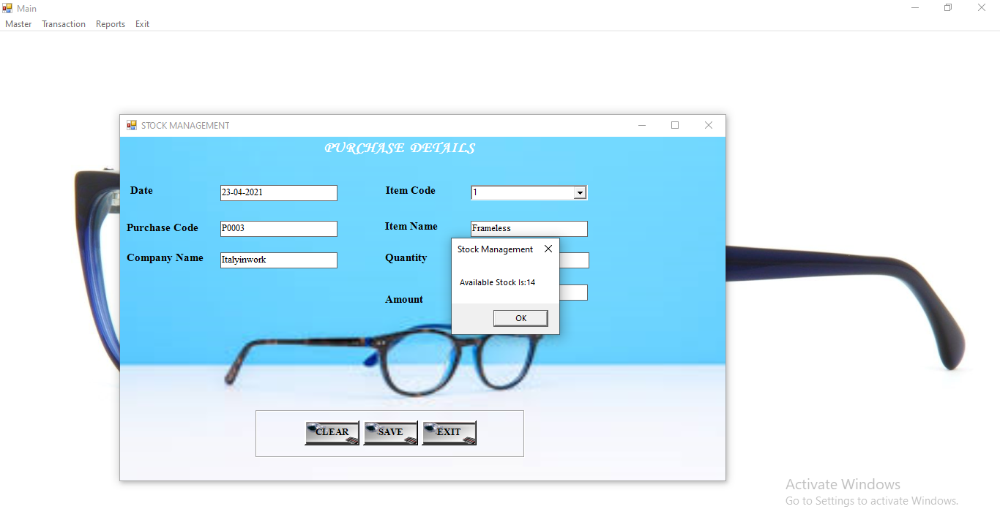 Main
Master Transaction Reports Exit
STOCK MANAGEMENT
PURCHASE DETAILS
Date 23-04-2021 Item Code 1
Purchase Code P0003 Item Name Frameless
Company Name Italyinwork Quantity
Amount
Stock Management
Available Stock Is:14
OK
CLEAR SAVE EXIT
Activate Windows
Go to Settings to activate Windows.